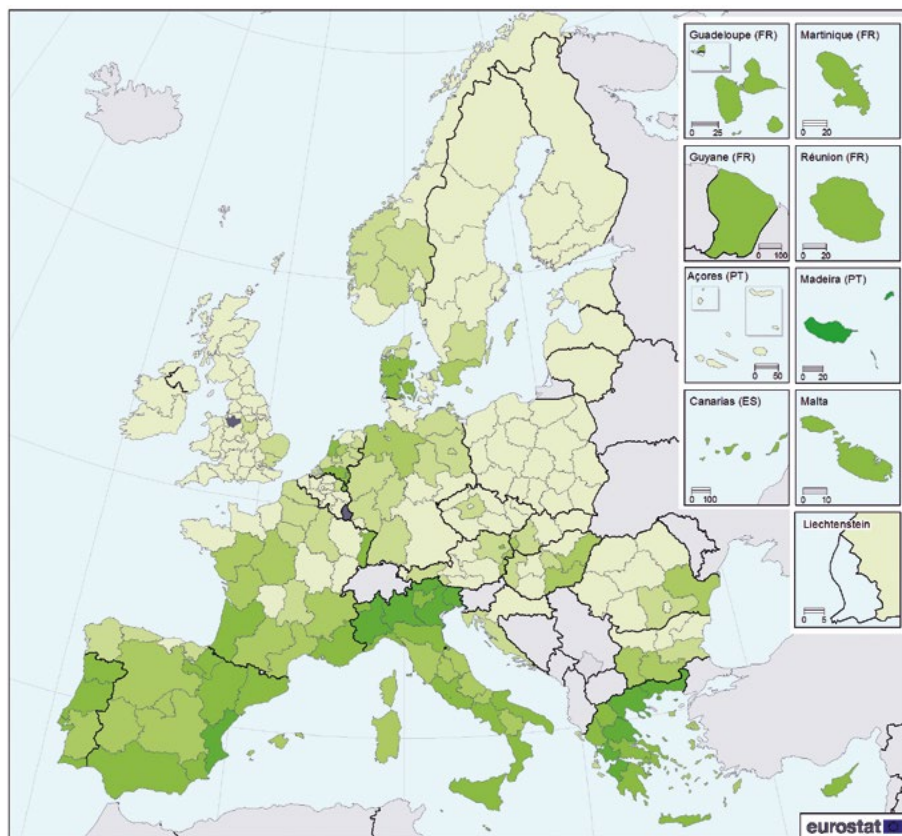 Guadeloupe (FR)
0 25
Martinique (FR)
0 20
Guyane (FR)
0 100
Réunion (FR)
0 20
Açores (PT)
0 50
Madeira (PT)
0 20
Canarias (ES)
0 100
Malta
0 10
Liechtenstein
0 5
eurostat